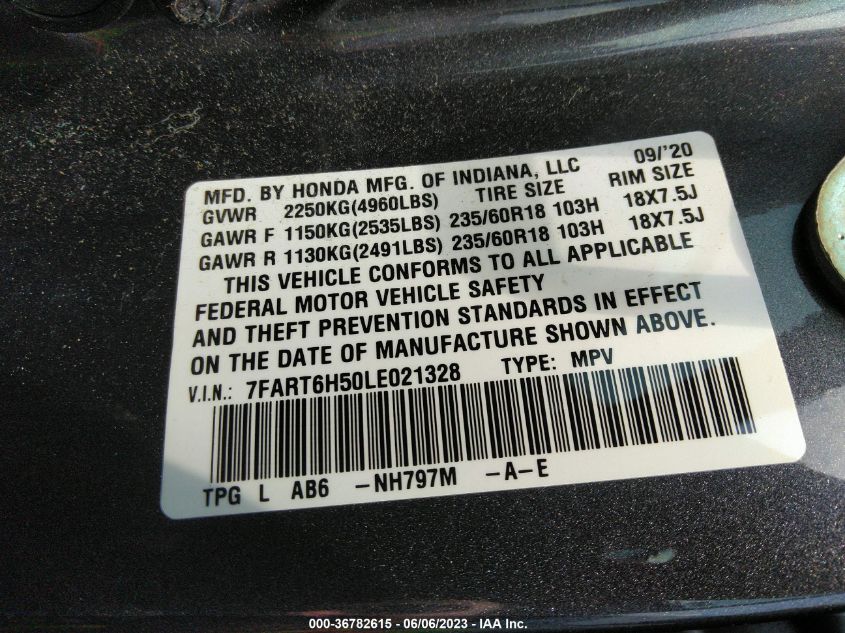 MFD. BY HONDA MFG. OF INDIANA, LLC 09/'20
GVWR 2250KG(4960LBS) TIRE SIZE RIM SIZE
GAWR F 1150KG(2535LBS) 235/60R18 103H 18X7.5J
GAWR R 1130KG(2491LBS) 235/60R18 103H 18X7.5J
THIS VEHICLE CONFORMS TO ALL APPLICABLE
FEDERAL MOTOR VEHICLE SAFETY
AND THEFT PREVENTION STANDARDS IN EFFECT
ON THE DATE OF MANUFACTURE SHOWN ABOVE.
V.I.N.: 7FART6H50LE021328 TYPE: MPV
TPG L AB6 -NH797M -A-E
000-36782615 - 06/06/2023 - IAA Inc.